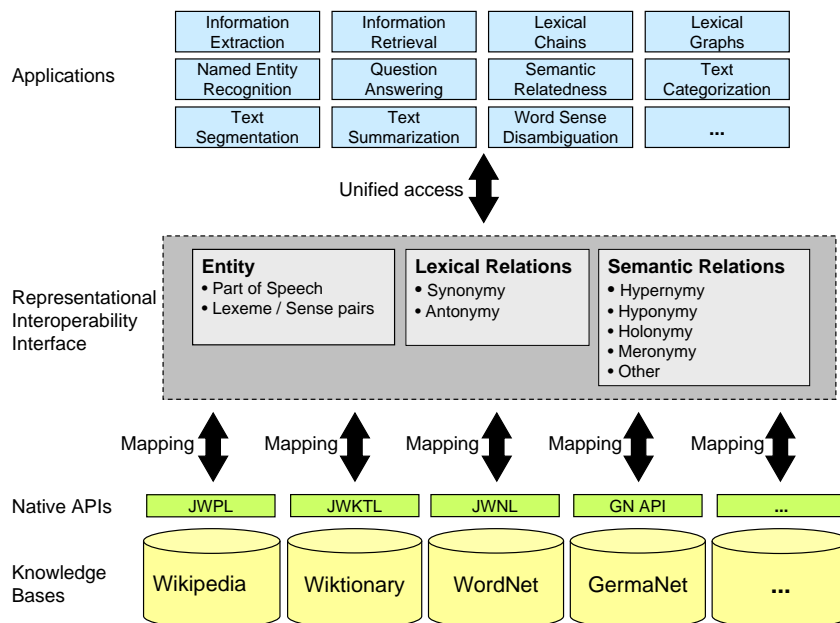 Information Extraction
Information Retrieval
Lexical Chains
Lexical Graphs
Applications
Named Entity Recognition
Question Answering
Semantic Relatedness
Text Categorization
Text Segmentation
Text Summarization
Word Sense Disambiguation
...
Unified access
Representational
Interoperability
Interface
Entity
• Part of Speech
• Lexeme / Sense pairs
Lexical Relations
• Synonymy
• Antonymy
Semantic Relations
• Hypernymy
• Hyponymy
• Holonymy
• Meronymy
• Other
Mapping
Mapping
Mapping
Mapping
Mapping
Native APIs
JWPL
JWKTL
JWNL
GN API
...
Knowledge
Bases
Wikipedia
Wiktionary
WordNet
GermaNet
...